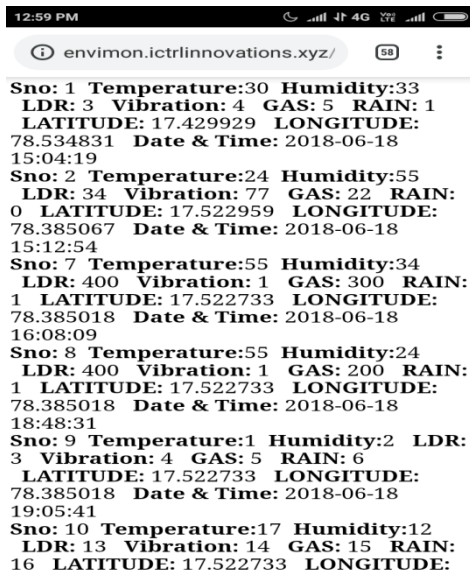 12:59 PM 4G VoLTE
envimon.ictrlinnovations.xyz/ 58
Sno: 1 Temperature:30 Humidity:33
LDR: 3 Vibration: 4 GAS: 5 RAIN: 1
LATITUDE: 17.429929 LONGITUDE:
78.534831 Date & Time: 2018-06-18
15:04:19
Sno: 2 Temperature:24 Humidity:55
LDR: 34 Vibration: 77 GAS: 22 RAIN:
0 LATITUDE: 17.522959 LONGITUDE:
78.385067 Date & Time: 2018-06-18
15:12:54
Sno: 7 Temperature:55 Humidity:34
LDR: 400 Vibration: 1 GAS: 300 RAIN:
1 LATITUDE: 17.522733 LONGITUDE:
78.385018 Date & Time: 2018-06-18
16:08:09
Sno: 8 Temperature:55 Humidity:24
LDR: 400 Vibration: 1 GAS: 200 RAIN:
1 LATITUDE: 17.522733 LONGITUDE:
78.385018 Date & Time: 2018-06-18
18:48:31
Sno: 9 Temperature:1 Humidity:2 LDR:
3 Vibration: 4 GAS: 5 RAIN: 6
LATITUDE: 17.522733 LONGITUDE:
78.385018 Date & Time: 2018-06-18
19:05:41
Sno: 10 Temperature:17 Humidity:12
LDR: 13 Vibration: 14 GAS: 15 RAIN:
16 LATITUDE: 17.522733 LONGITUDE: